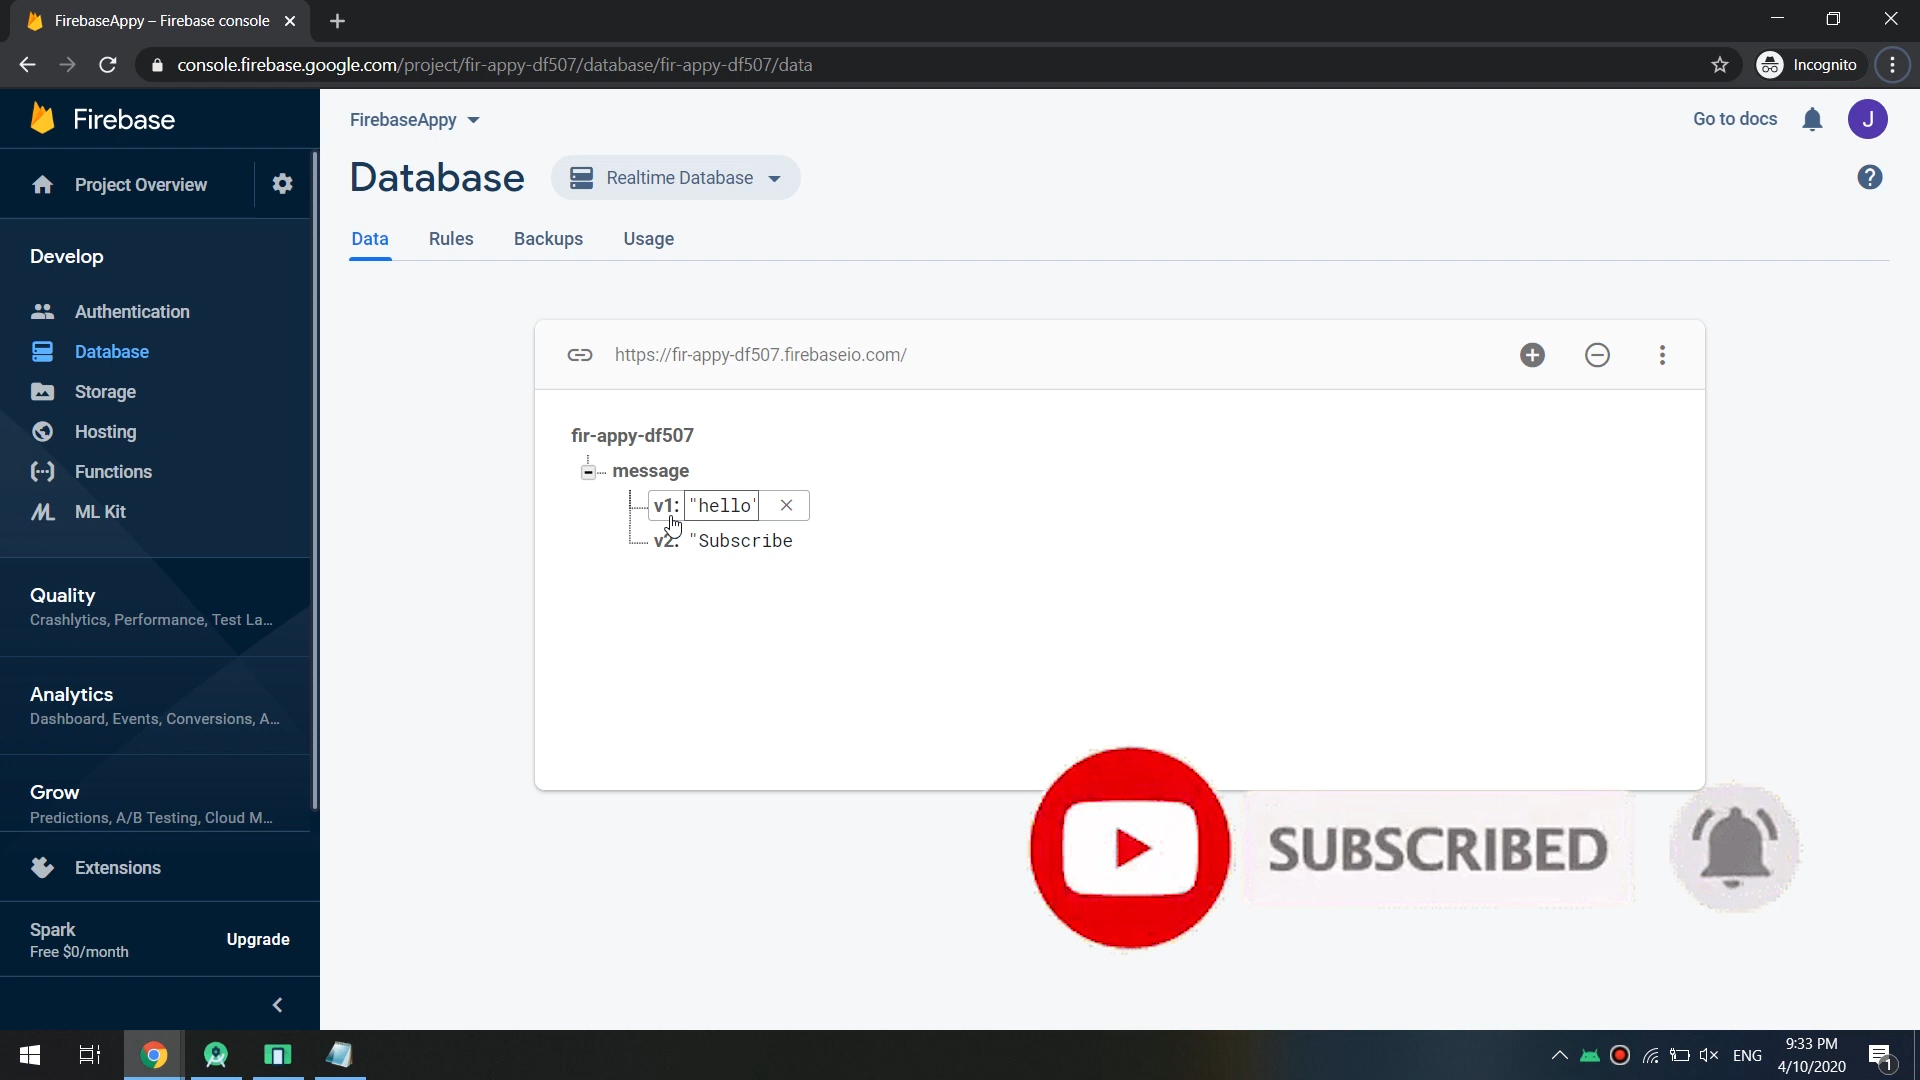 FirebaseAppy – Firebase console
console.firebase.google.com/project/fir-appy-df507/database/fir-appy-df507/data
Incognito
Firebase
FirebaseAppy
Go to docs
J
Project Overview
Database
Realtime Database
Data
Rules
Backups
Usage
Develop
Authentication
Database
Storage
Hosting
Functions
ML Kit
https://fir-appy-df507.firebaseio.com/
fir-appy-df507
message
v1: "hello'
v2: "Subscribe
Quality
Crashlytics, Performance, Test La...
Analytics
Dashboard, Events, Conversions, A...
Grow
Predictions, A/B Testing, Cloud M...
Extensions
Spark
Free $0/month
Upgrade
SUBSCRIBED
ENG
9:33 PM
4/10/2020
1